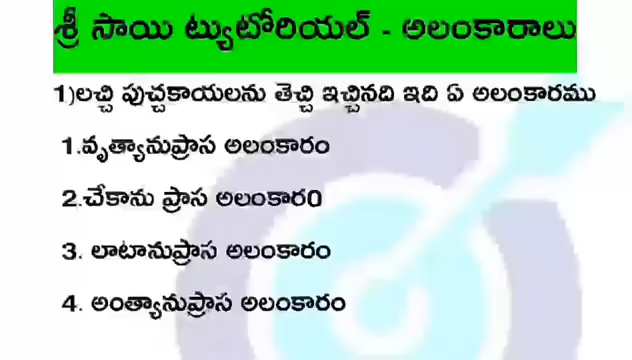 శ్రీ సాయి ట్యుటోరియల్ - అలంకారాలు
1)లచ్చి పుచ్చకాయలను తెచ్చి ఇచ్చినది ఇది ఏ అలంకారము
1.వృత్యానుప్రాస అలంకారం
2.చేకాను ప్రాస అలంకార0
3. లాటానుప్రాస అలంకారం
4. అంత్యానుప్రాస అలంకారం